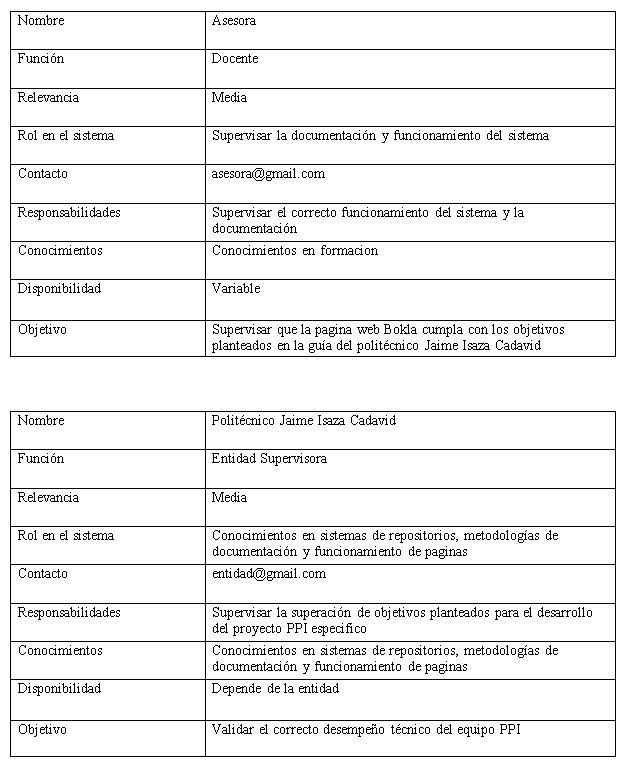 Nombre Asesora
Función Docente
Relevancia Media
Rol en el sistema Supervisar la documentación y funcionamiento del sistema
Contacto asesora@gmail.com
Responsabilidades Supervisar el correcto funcionamiento del sistema y la
documentación
Conocimientos Conocimientos en formacion
Disponibilidad Variable
Objetivo Supervisar que la pagina web Bokla cumpla con los objetivos
planteados en la guía del politécnico Jaime Isaza Cadavid
Nombre Politécnico Jaime Isaza Cadavid
Función Entidad Supervisora
Relevancia Media
Rol en el sistema Conocimientos en sistemas de repositorios, metodologías de
documentación y funcionamiento de paginas
Contacto entidad@gmail.com
Responsabilidades Supervisar la superación de objetivos planteados para el desarrollo
del proyecto PPI especifico
Conocimientos Conocimientos en sistemas de repositorios, metodologías de
documentación y funcionamiento de paginas
Disponibilidad Depende de la entidad
Objetivo Validar el correcto desempeño técnico del equipo PPI